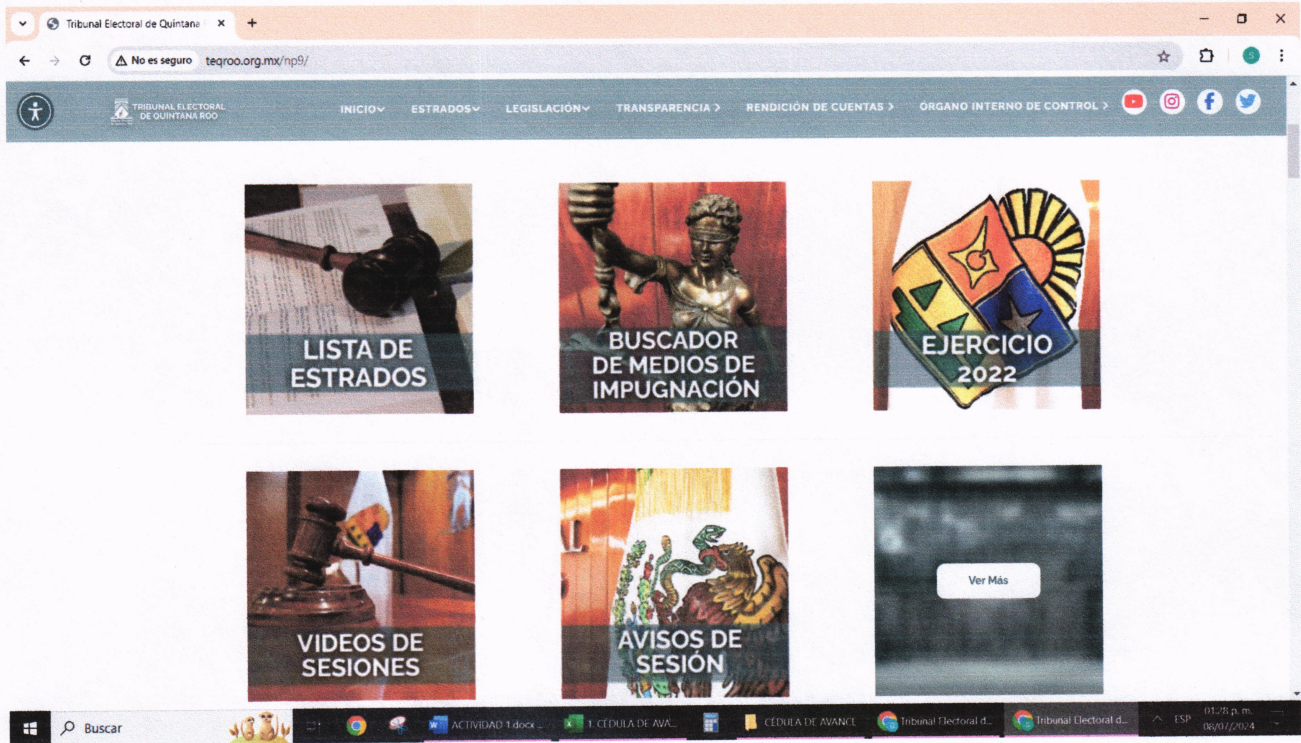 Tribunal Electoral de Quintana
No es seguro teqroo.org.mx/np9/
S
TRIBUNAL ELECTORAL
DE QUINTANA ROO
INICIO ESTRADOS LEGISLACIÓN TRANSPARENCIA > RENDICIÓN DE CUENTAS > ÓRGANO INTERNO DE CONTROL >
LISTA DE
ESTRADOS
BUSCADOR
DE MEDIOS DE
IMPUGNACIÓN
EJERCICIO
2022
VIDEOS DE
SESIONES
AVISOS DE
SESIÓN
Ver Más
Buscar
ACTIVIDAD 1.docx ...
1. CÉDULA DE AVA...
CÉDULA DE AVANCE
Tribunal Electoral d...
Tribunal Electoral d...
ESP
01:28 p. m.
08/07/2024